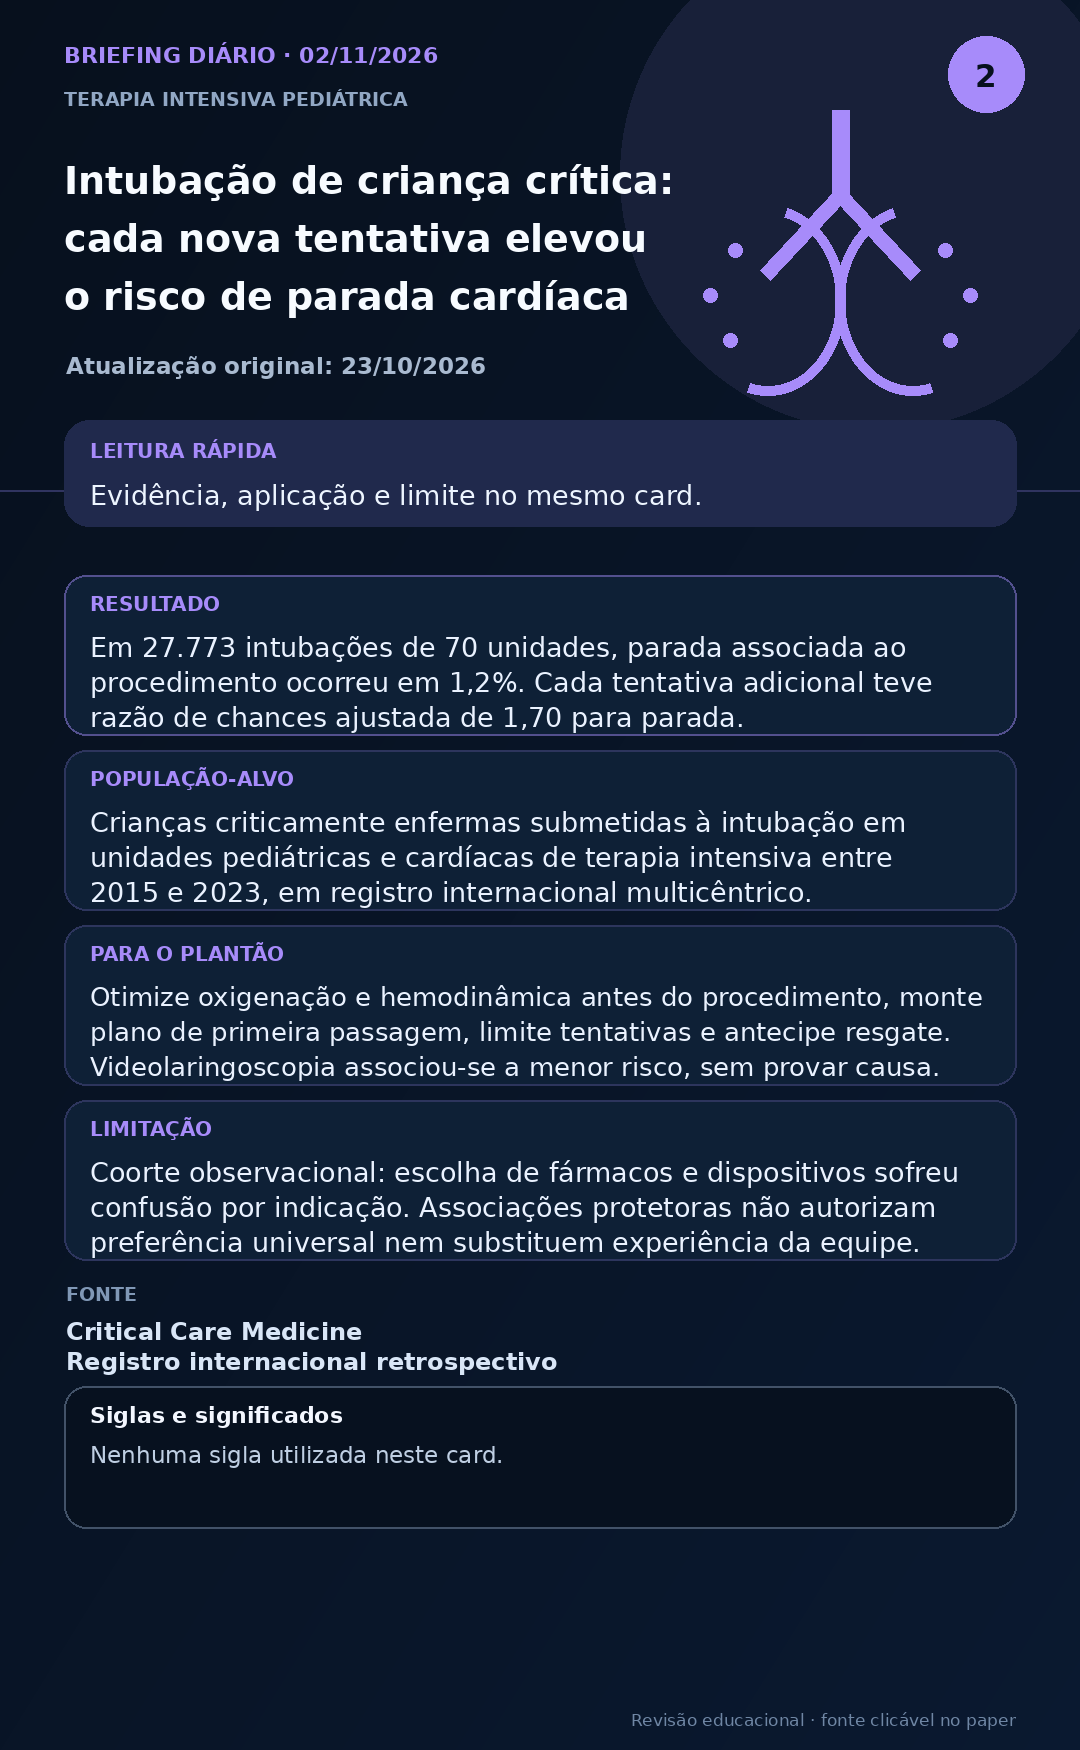 BRIEFING DIÁRIO · 02/11/2026
2
TERAPIA INTENSIVA PEDIÁTRICA
Intubação de criança crítica:
cada nova tentativa elevou
o risco de parada cardíaca
Atualização original: 23/10/2026
LEITURA RÁPIDA
Evidência, aplicação e limite no mesmo card.
RESULTADO
Em 27.773 intubações de 70 unidades, parada associada ao
procedimento ocorreu em 1,2%. Cada tentativa adicional teve
razão de chances ajustada de 1,70 para parada.
POPULAÇÃO-ALVO
Crianças criticamente enfermas submetidas à intubação em
unidades pediátricas e cardíacas de terapia intensiva entre
2015 e 2023, em registro internacional multicêntrico.
PARA O PLANTÃO
Otimize oxigenação e hemodinâmica antes do procedimento, monte
plano de primeira passagem, limite tentativas e antecipe resgate.
Videolaringoscopia associou-se a menor risco, sem provar causa.
LIMITAÇÃO
Coorte observacional: escolha de fármacos e dispositivos sofreu
confusão por indicação. Associações protetoras não autorizam
preferência universal nem substituem experiência da equipe.
FONTE
Critical Care Medicine
Registro internacional retrospectivo
Siglas e significados
Nenhuma sigla utilizada neste card.
Revisão educacional · fonte clicável no paper